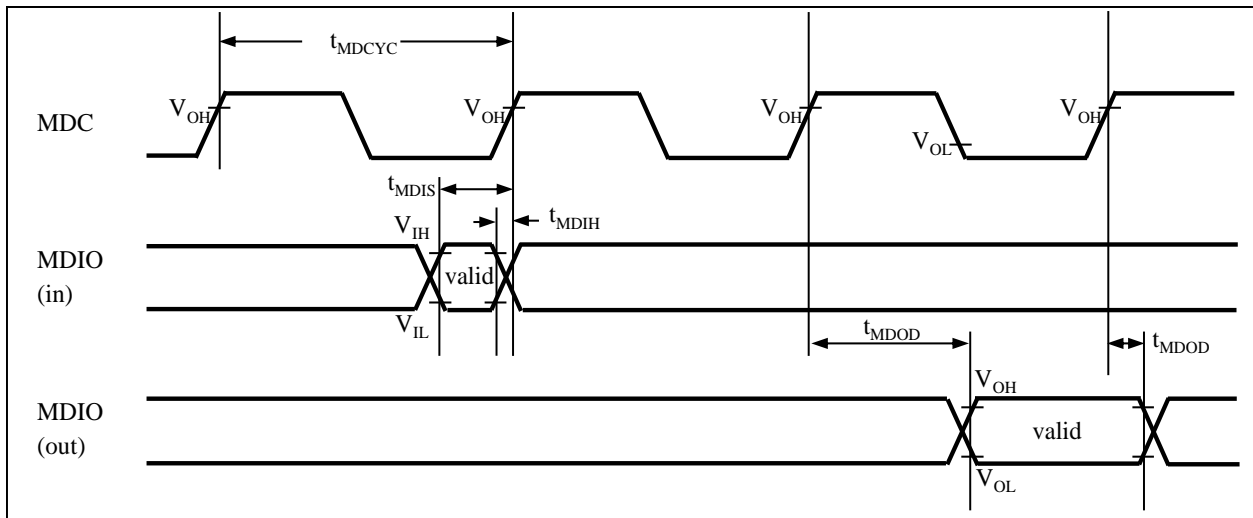 tMDCYC
MDC
VOH
VOH
VOH
VOL
VOH
tMDIS
tMDIH
MDIO
(in)
VIH
valid
VIL
tMDOD
tMDOD
MDIO
(out)
VOH
valid
VOL